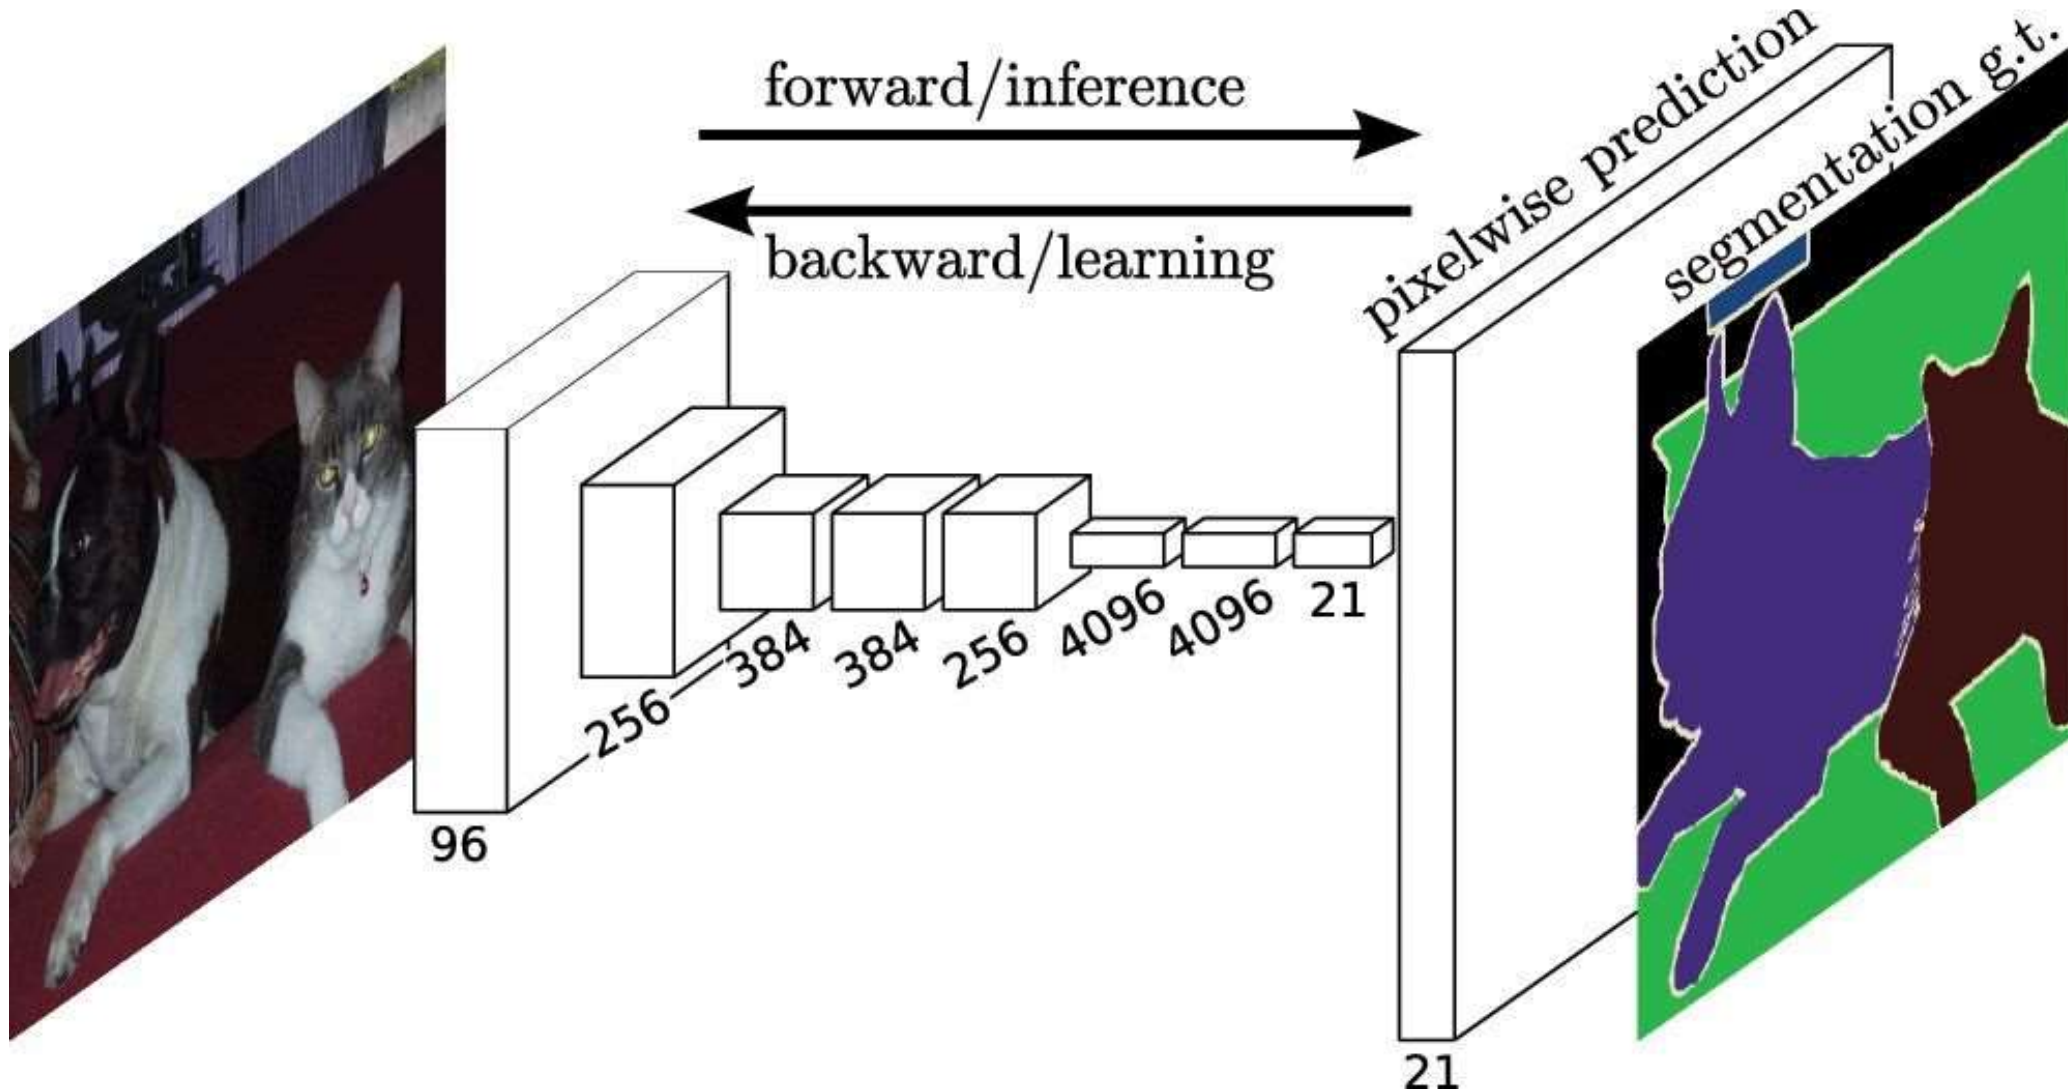 forward/inference
backward/learning
pixelwise prediction
segmentation g.t.
96
256
384
384
256
4096
4096
21
21